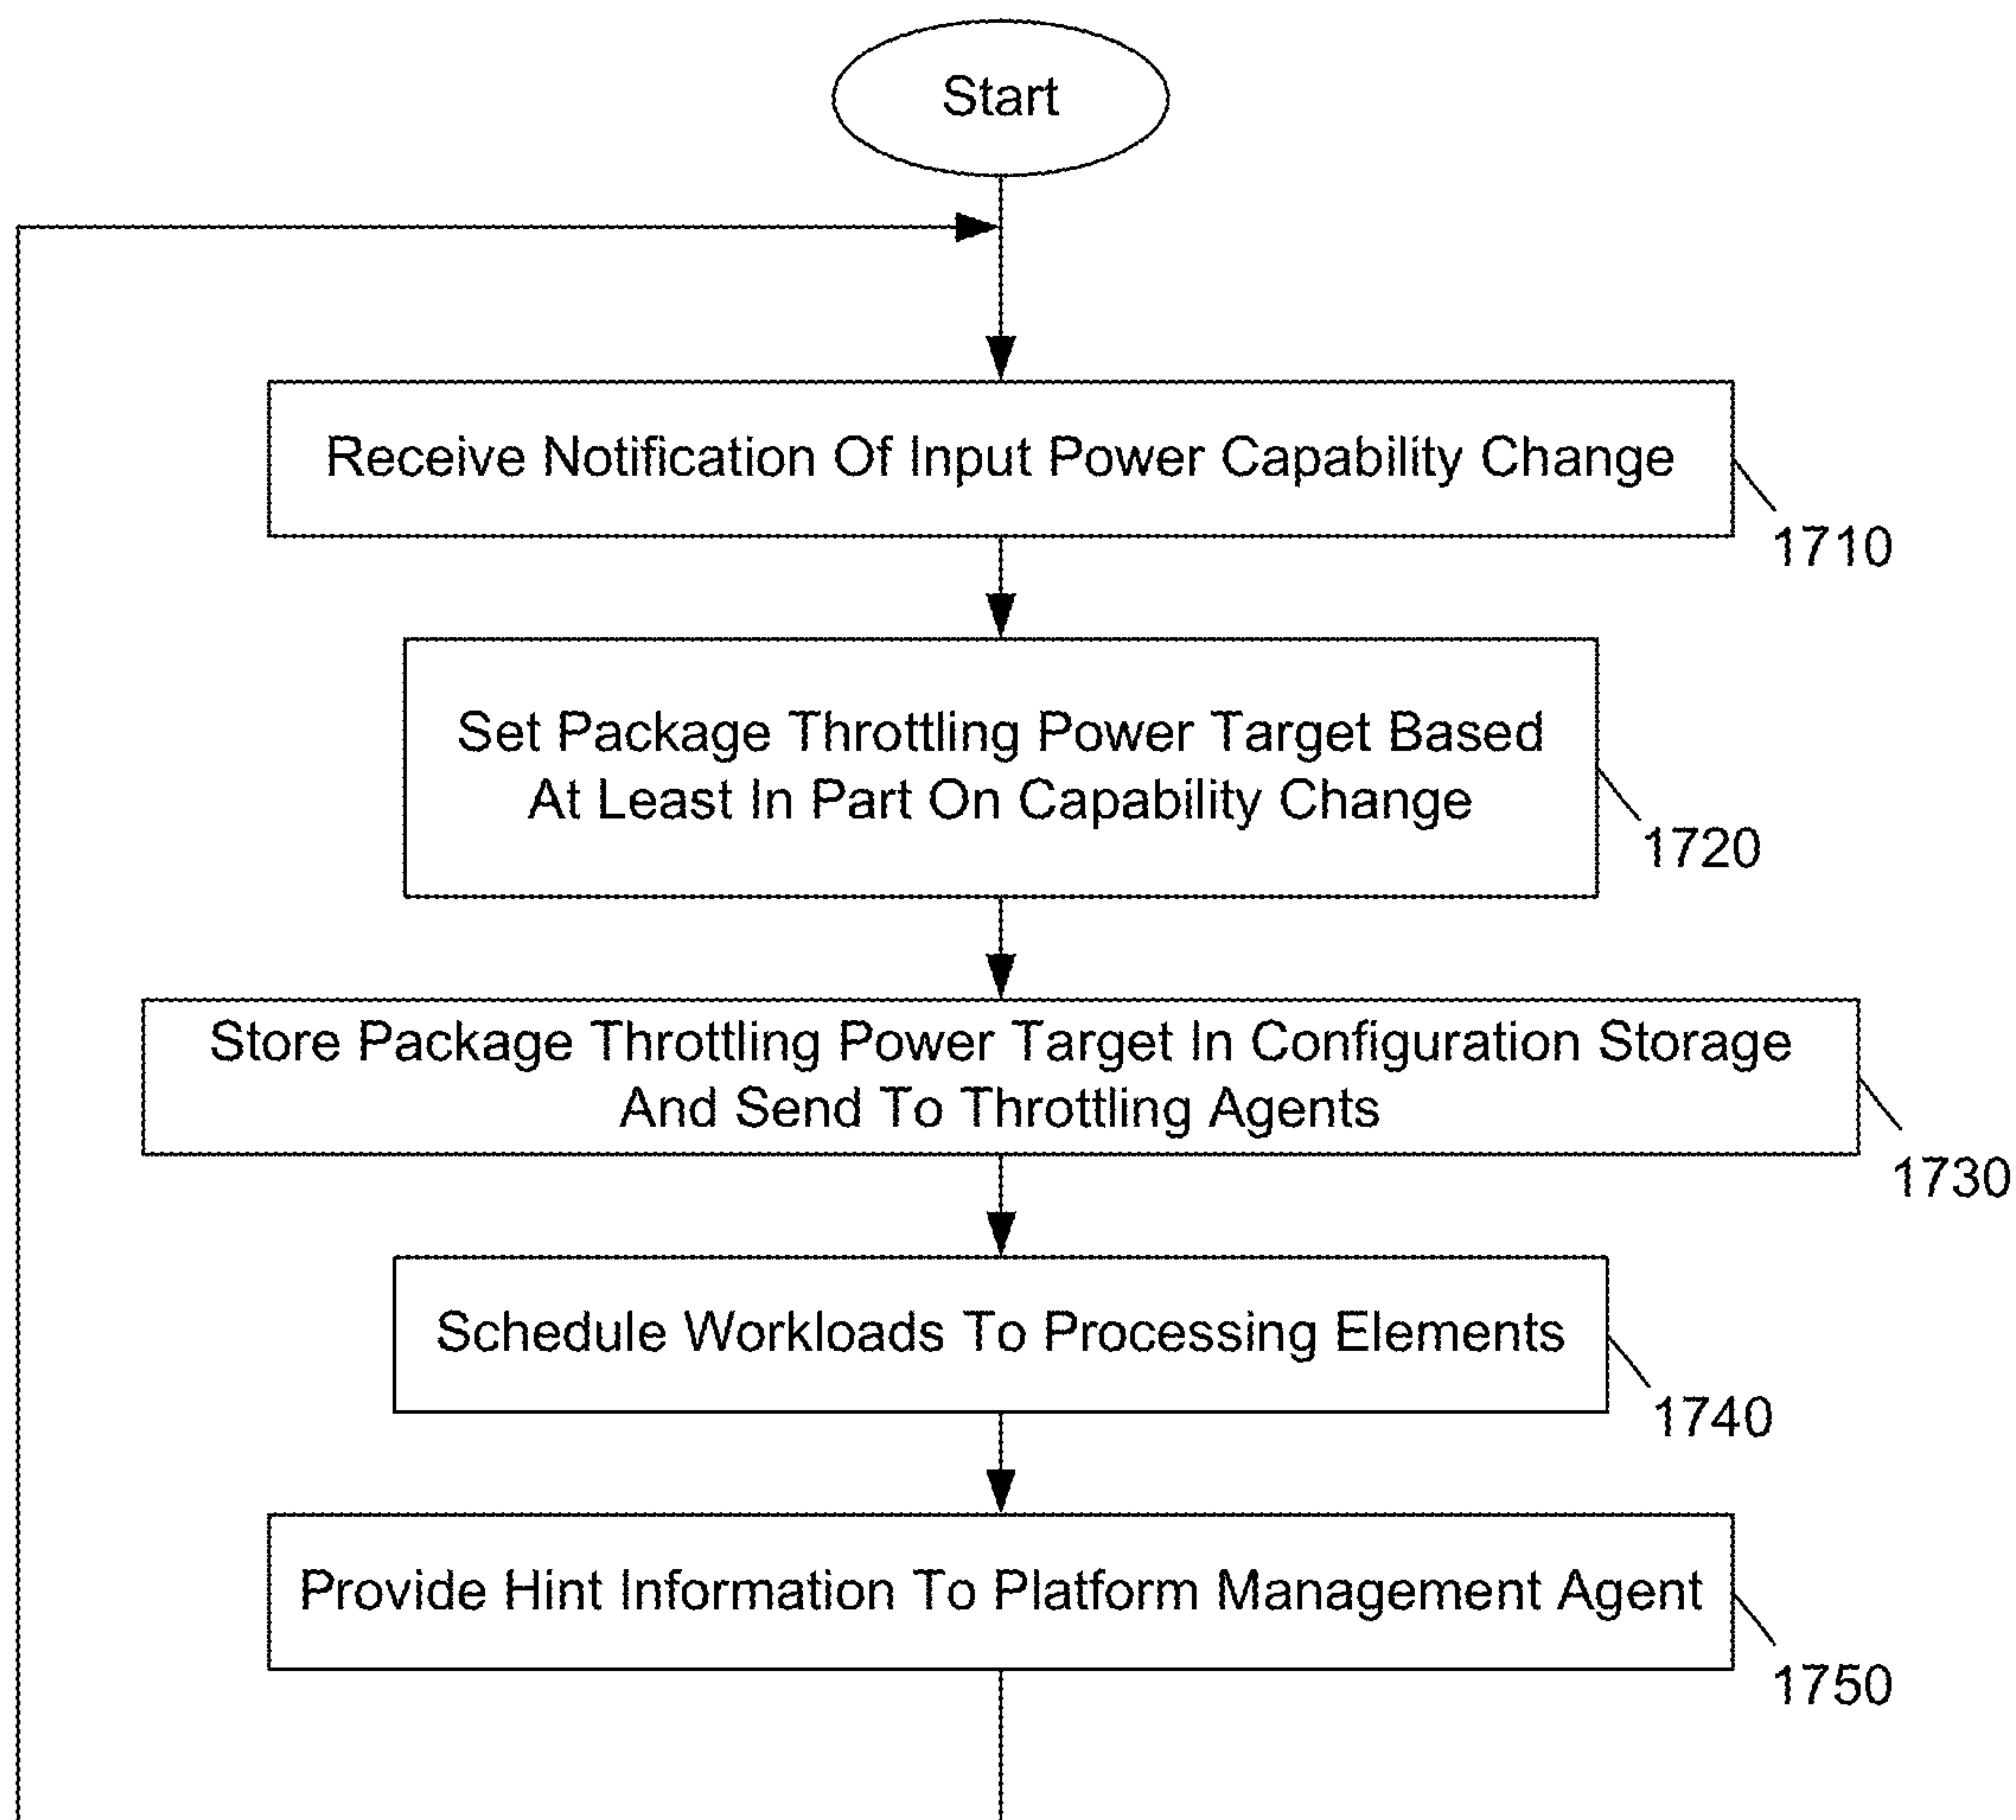 Start
Receive Notification Of Input Power Capability Change
1710
Set Package Throttling Power Target Based
At Least In Part On Capability Change
1720
Store Package Throttling Power Target In Configuration Storage
And Send To Throttling Agents
1730
Schedule Workloads To Processing Elements
1740
Provide Hint Information To Platform Management Agent
1750